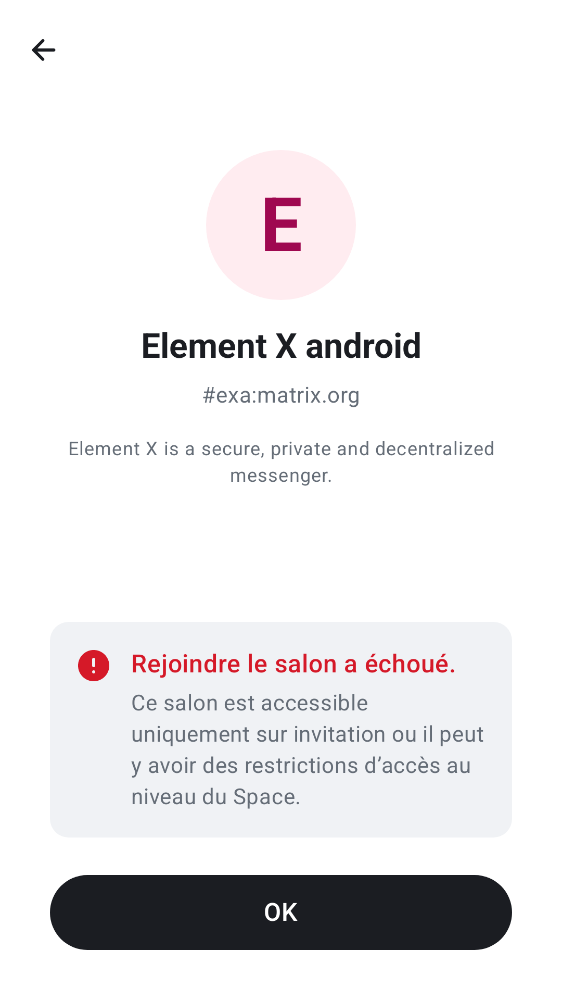 E
Element X android
#exa:matrix.org
Element X is a secure, private and decentralized
messenger.
Rejoindre le salon a échoué.
Ce salon est accessible
uniquement sur invitation ou il peut
y avoir des restrictions d’accès au
niveau du Space.
OK